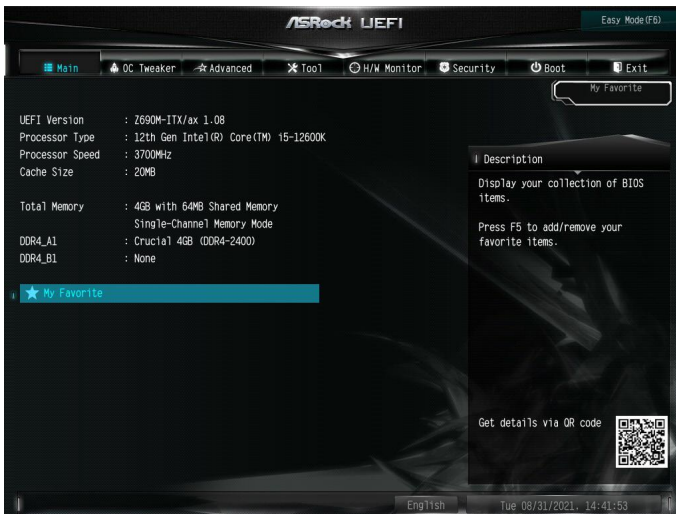 ASRock UEFI
Easy Mode(F6)
Main OC Tweaker Advanced Tool H/W Monitor Security Boot Exit
My Favorite
UEFI Version : Z690M-ITX/ax 1.08
Processor Type : 12th Gen Intel(R) Core(TM) i5-12600K
Processor Speed : 3700MHz
Cache Size : 20MB
Total Memory : 4GB with 64MB Shared Memory
Single-Channel Memory Mode
DDR4_A1 : Crucial 4GB (DDR4-2400)
DDR4_B1 : None
My Favorite
Description
Display your collection of BIOS
items.
Press F5 to add/remove your
favorite items.
Get details via QR code
English
Tue 08/31/2021. 14:41:53